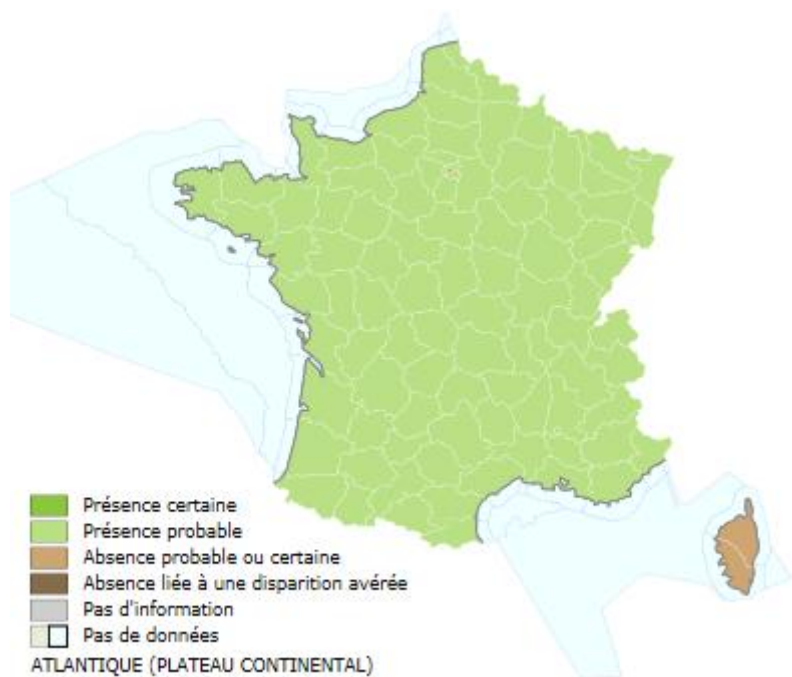 Présence certaine
Présence probable
Absence probable ou certaine
Absence liée à une disparition avérée
Pas d'information
Pas de données
ATLANTIQUE (PLATEAU CONTINENTAL)